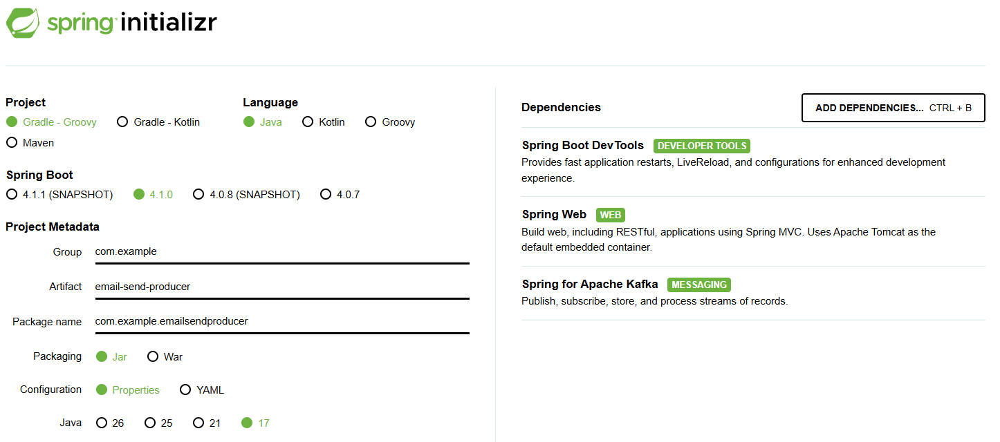 spring initializr
Project
Gradle - Groovy Gradle - Kotlin
Maven
Language
Java Kotlin Groovy
Spring Boot
4.1.1 (SNAPSHOT) 4.1.0 4.0.8 (SNAPSHOT) 4.0.7
Project Metadata
Group com.example
Artifact email-send-producer
Package name com.example.emailsendproducer
Packaging Jar War
Configuration Properties YAML
Java 26 25 21 17
Dependencies
ADD DEPENDENCIES... CTRL + B
Spring Boot DevTools DEVELOPER TOOLS
Provides fast application restarts, LiveReload, and configurations for enhanced development
experience.
Spring Web WEB
Build web, including RESTful, applications using Spring MVC. Uses Apache Tomcat as the
default embedded container.
Spring for Apache Kafka MESSAGING
Publish, subscribe, store, and process streams of records.